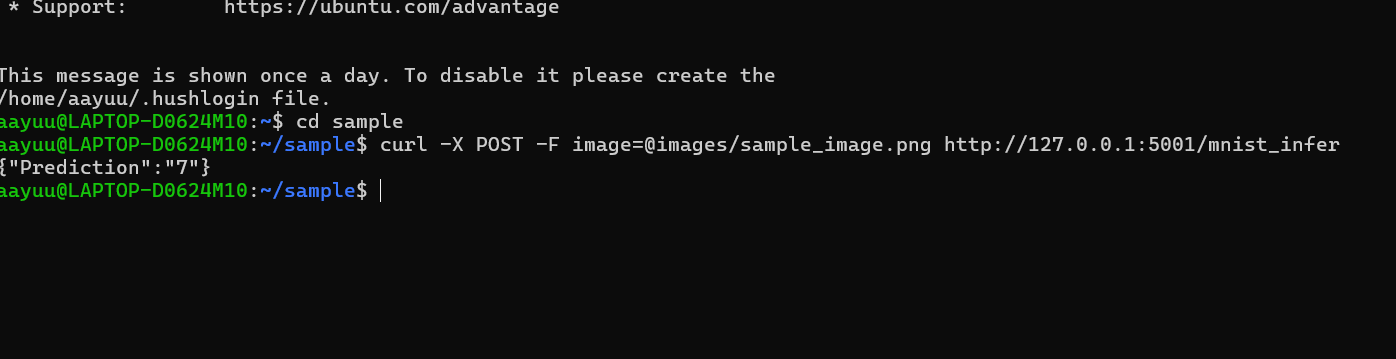 * Support:        https://ubuntu.com/advantage
This message is shown once a day. To disable it please create the
/home/aayuu/.hushlogin file.
aayuu@LAPTOP-D0624M10:~$ cd sample
aayuu@LAPTOP-D0624M10:~/sample$ curl -X POST -F image=@images/sample_image.png http://127.0.0.1:5001/mnist_infer
{"Prediction":"7"}
aayuu@LAPTOP-D0624M10:~/sample$